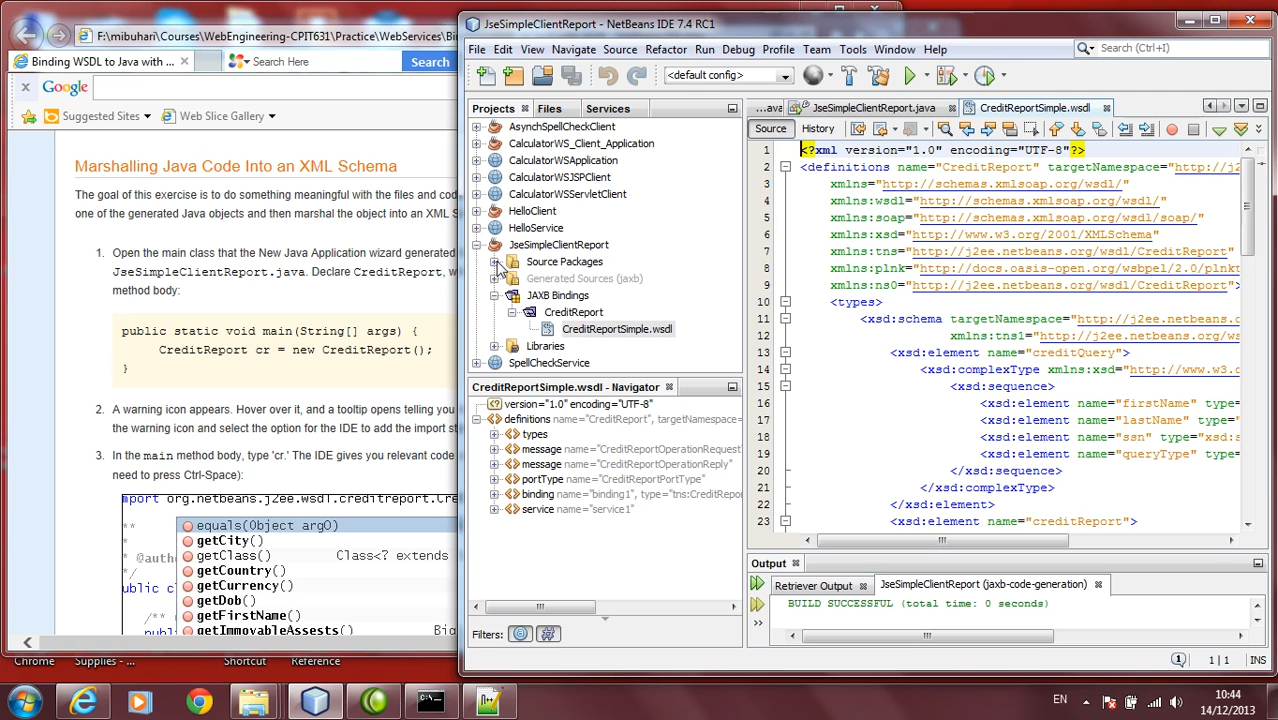 F:\mibuhari\Courses\WebEngineering-CPIT631\Practice\WebServices\Bin
Binding WSDL to Java with ...
Search Here
Search
x Google
Suggested Sites
Web Slice Gallery
Marshalling Java Code Into an XML Schema
The goal of this exercise is to do something meaningful with the files and cod
one of the generated Java objects and then marshal the object into an XML S
1. Open the main class that the New Java Application wizard generated
JseSimpleClientReport.java. Declare CreditReport, w
method body:
public static void main(String[] args) {
CreditReport cr = new CreditReport();
}
2. A warning icon appears. Hover over it, and a tooltip opens telling you
the warning icon and select the option for the IDE to add the import st
3. In the main method body, type 'cr.' The IDE gives you relevant code
need to press Ctrl-Space):
mport org.netbeans.j2ee.wsdl.creditreport.C
**
* @auth
*/
ublic cl
/**
publ
equals(Object arg0)
getCity()
getClass() Class<? extends
getCountry()
getCurrency()
getDob()
getFirstName()
getImmovableAssests() Big
Chrome
Supplies - ...
Shortcut
Reference
JseSimpleClientReport - NetBeans IDE 7.4 RC1
File Edit View Navigate Source Refactor Run Debug Profile Team Tools Window Help
Search (Ctrl+I)
<default config>
Projects
Files
Services
AsynchSpellCheckClient
CalculatorWS_Client_Application
CalculatorWSApplication
CalculatorWSJSPClient
CalculatorWSServletClient
HelloClient
HelloService
JseSimpleClientReport
Source Packages
Generated Sources (jaxb)
JAXB Bindings
CreditReport
CreditReportSimple.wsdl
Libraries
SpellCheckService
CreditReportSimple.wsdl - Navigator
version="1.0" encoding="UTF-8"
definitions name="CreditReport", targetNamespace=
types
message name="CreditReportOperationRequest
message name="CreditReportOperationReply
portType name="CreditReportPortType"
binding name="binding1", type="tns:CreditRepor
service name="service1"
Filters:
...ava
JseSimpleClientReport.java
CreditReportSimple.wsdl
Source
History
1 <?xml version="1.0" encoding="UTF-8"?>
2 <definitions name="CreditReport" targetNamespace="http://j2
3 xmlns="http://schemas.xmlsoap.org/wsdl/"
4 xmlns:wsdl="http://schemas.xmlsoap.org/wsdl/"
5 xmlns:soap="http://schemas.xmlsoap.org/wsdl/soap/"
6 xmlns:xsd="http://www.w3.org/2001/XMLSchema"
7 xmlns:tns="http://j2ee.netbeans.org/wsdl/CreditReport"
8 xmlns:plnk="http://docs.oasis-open.org/wsbpel/2.0/plnkt
9 xmlns:ns0="http://j2ee.netbeans.org/wsdl/CreditReport">
10 <types>
11 <xsd:schema targetNamespace="http://j2ee.netbeans.o
12 xmlns:tns1="http://j2ee.netbeans.o
13 <xsd:element name="creditQuery">
14 <xsd:complexType xmlns:xsd="http://www.w3.o
15 <xsd:sequence>
16 <xsd:element name="firstName" type=
17 <xsd:element name="lastName" type=
18 <xsd:element name="ssn" type="xsd:s
19 <xsd:element name="queryType" type=
20 </xsd:sequence>
21 </xsd:complexType>
22 </xsd:element>
23 <xsd:element name="creditReport">
Output
Retriever Output
JseSimpleClientReport (jaxb-code-generation)
BUILD SUCCESSFUL (total time: 0 seconds)
1
1 | 1
INS
EN
10:44
14/12/2013